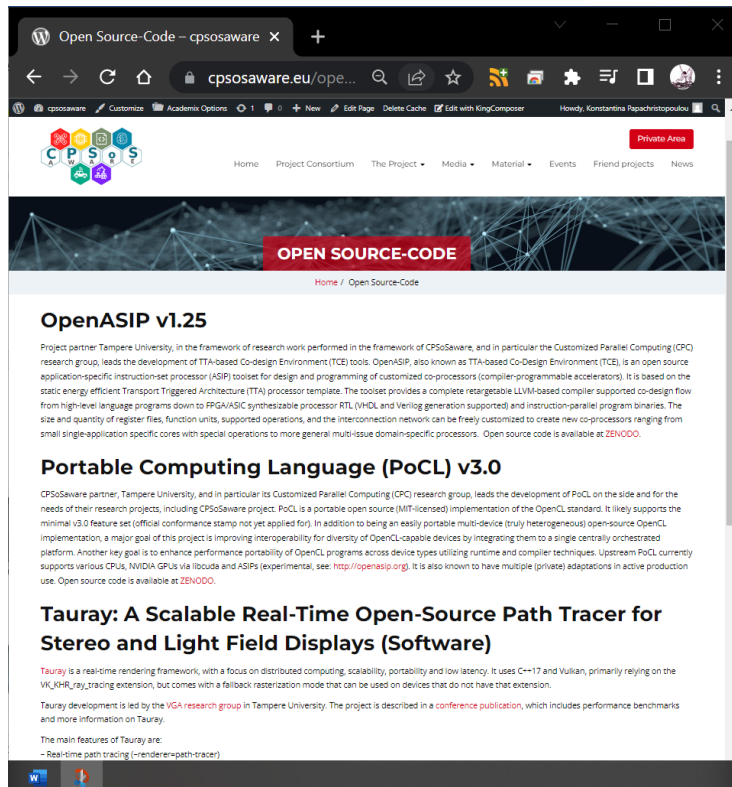 Open Source-Code – cpsosaware
cpsosaware.eu/ope...
cpsosaware Customize Academix Options 1 0 New Edit Page Delete Cache Edit with KingComposer Howdy, Konstantina Papachristopoulou
CPSoS
AWARE
Private Area
Home Project Consortium The Project Media Material Events Friend projects News
OPEN SOURCE-CODE
Home / Open Source-Code
OpenASIP v1.25
Project partner Tampere University, in the framework of research work performed in the framework of CPSoSaware, and in particular the Customized Parallel Computing (CPC)
research group, leads the development of TTA-based Co-design Environment (TCE) tools. OpenASIP, also known as TTA-based Co-Design Environment (TCE), is an open source
application-specific instruction-set processor (ASIP) toolset for design and programming of customized co-processors (compiler-programmable accelerators). It is based on the
static energy efficient Transport Triggered Architecture (TTA) processor template. The toolset provides a complete retargetable LLVM-based compiler supported co-design flow
from high-level language programs down to FPGA/ASIC synthesizable processor RTL (VHDL and Verilog generation supported) and instruction-parallel program binaries. The
size and quantity of register files, function units, supported operations, and the interconnection network can be freely customized to create new co-processors ranging from
small single-application specific cores with special operations to more general multi-issue domain-specific processors. Open source code is available at ZENODO.
Portable Computing Language (PoCL) v3.0
CPSoSaware partner, Tampere University, and in particular its Customized Parallel Computing (CPC) research group, leads the development of PoCL on the side and for the
needs of their research projects, including CPSoSaware project. PoCL is a portable open source (MIT-licensed) implementation of the OpenCL standard. It likely supports the
minimal v3.0 feature set (official conformance stamp not yet applied for). In addition to being an easily portable multi-device (truly heterogeneous) open-source OpenCL
implementation, a major goal of this project is improving interoperability for diversity of OpenCL-capable devices by integrating them to a single centrally orchestrated
platform. Another key goal is to enhance performance portability of OpenCL programs across device types utilizing runtime and compiler techniques. Upstream PoCL currently
supports various CPUs, NVIDIA GPUs via libcuda and ASIPs (experimental, see: http://openasip.org). It is also known to have multiple (private) adaptations in active production
use. Open source code is available at ZENODO.
Tauray: A Scalable Real-Time Open-Source Path Tracer for
Stereo and Light Field Displays (Software)
Tauray is a real-time rendering framework, with a focus on distributed computing, scalability, portability and low latency. It uses C++17 and Vulkan, primarily relying on the
VK_KHR_ray_tracing extension, but comes with a fallback rasterization mode that can be used on devices that do not have that extension.
Tauray development is led by the VGA research group in Tampere University. The project is described in a conference publication, which includes performance benchmarks
and more information on Tauray.
The main features of Tauray are:
– Real-time path tracing (–renderer=path-tracer)